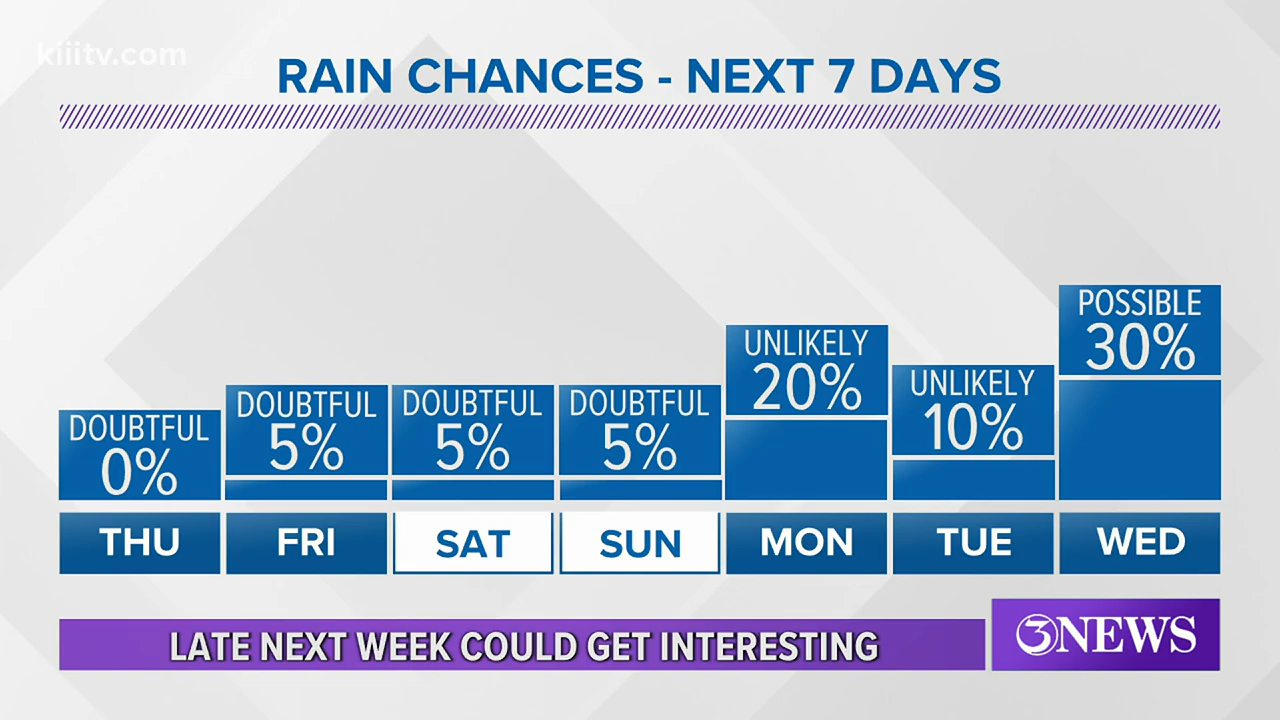 kiiitv.com
RAIN CHANCES - NEXT 7 DAYS
DOUBTFUL
0%
THU
DOUBTFUL
5%
FRI
DOUBTFUL
5%
SAT
DOUBTFUL
5%
SUN
UNLIKELY
20%
MON
UNLIKELY
10%
TUE
POSSIBLE
30%
WED
LATE NEXT WEEK COULD GET INTERESTING
3NEWS